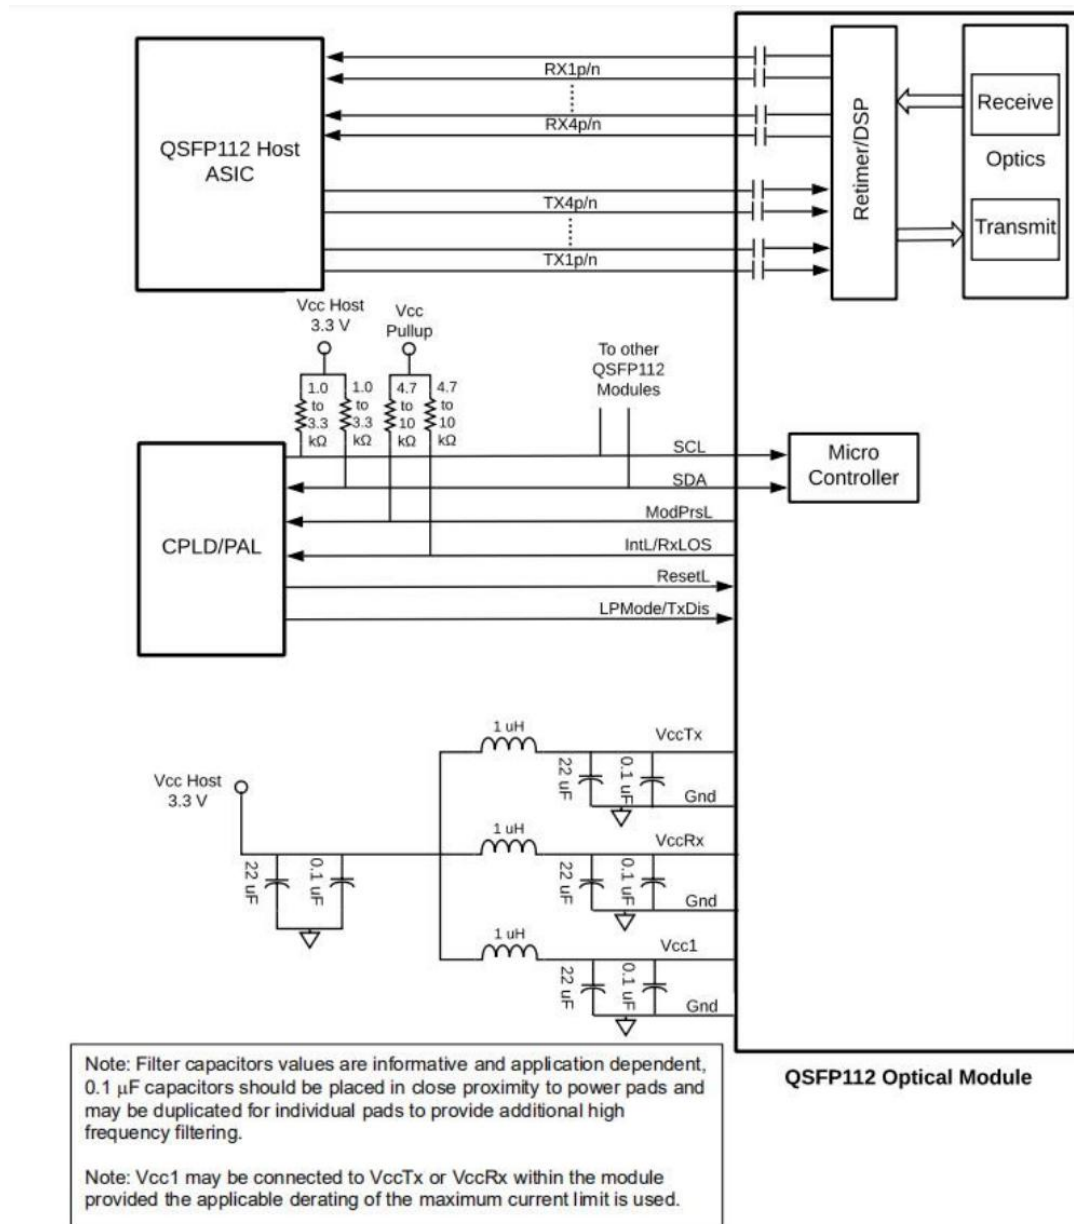 RX1p/n
RX4p/n
QSFP112 Host
ASIC
TX4p/n
TX1p/n
Retimer/DSP
Receive
Optics
Transmit
Vcc Host
3.3 V
Vcc
Pullup
1.0
to
3.3
kΩ
1.0
to
3.3
kΩ
4.7
to
10
kΩ
4.7
to
10
kΩ
To other
QSFP112
Modules
SCL
SDA
ModPrsL
IntL/RxLOS
ResetL
LPMode/TxDis
CPLD/PAL
Micro
Controller
Vcc Host
3.3 V
22 uF
0.1 uF
1 uH
VccTx
22 uF
0.1 uF
Gnd
1 uH
VccRx
22 uF
0.1 uF
Gnd
1 uH
Vcc1
22 uF
0.1 uF
Gnd
QSFP112 Optical Module
Note: Filter capacitors values are informative and application dependent,
0.1 μF capacitors should be placed in close proximity to power pads and
may be duplicated for individual pads to provide additional high
frequency filtering.
Note: Vcc1 may be connected to VccTx or VccRx within the module
provided the applicable derating of the maximum current limit is used.